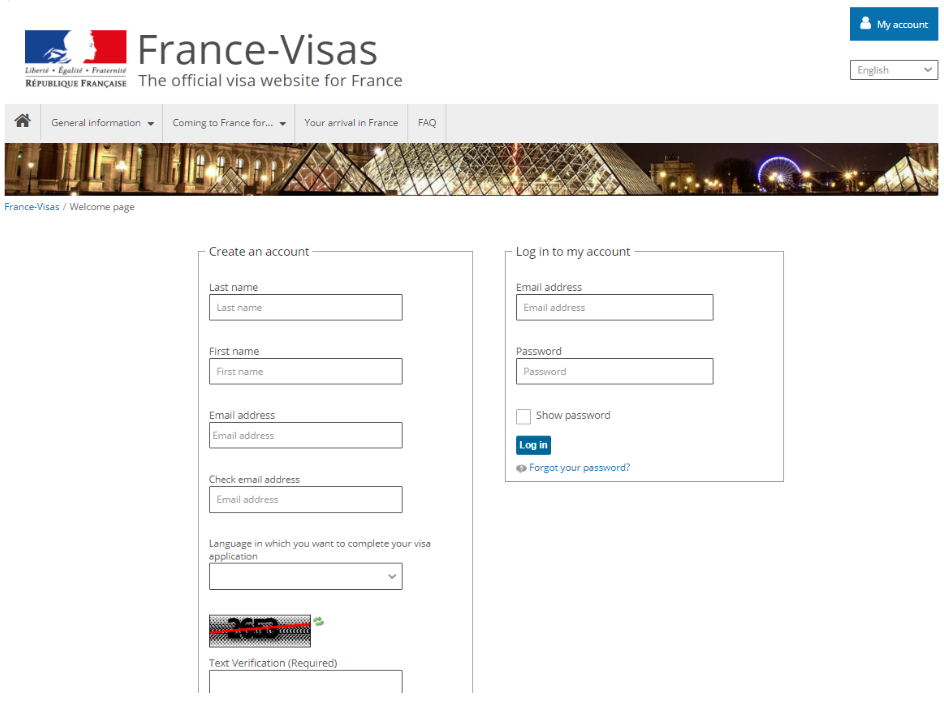 My account
Liberté • Égalité • Fraternité
RÉPUBLIQUE FRANÇAISE
France-Visas
The official visa website for France
English
General information
Coming to France for...
Your arrival in France
FAQ
France-Visas / Welcome page
Create an account
Last name
Last name
First name
First name
Email address
Email address
Check email address
Email address
Language in which you want to complete your visa
application
Text Verification (Required)
Log in to my account
Email address
Email address
Password
Password
Show password
Log in
Forgot your password?